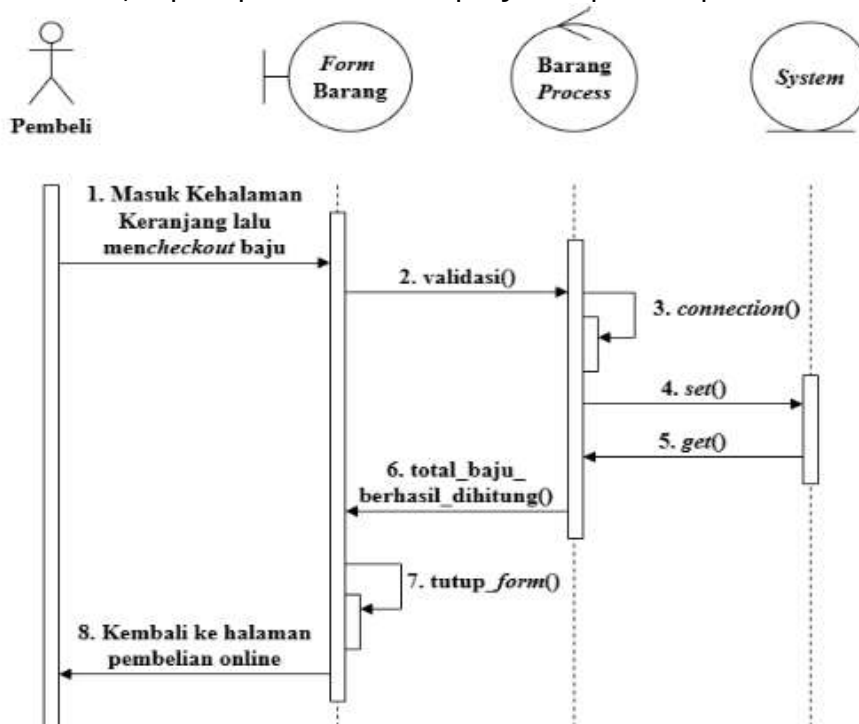 Form
Barang
Barang
Process
System
Pembeli
1. Masuk Kehalaman
Keranjang lalu
mencheckout baju
2. validasi()
3. connection()
4. set()
5. get()
6. total_baju_
berhasil_dihitung()
7. tutup_form()
8. Kembali ke halaman
pembelian online